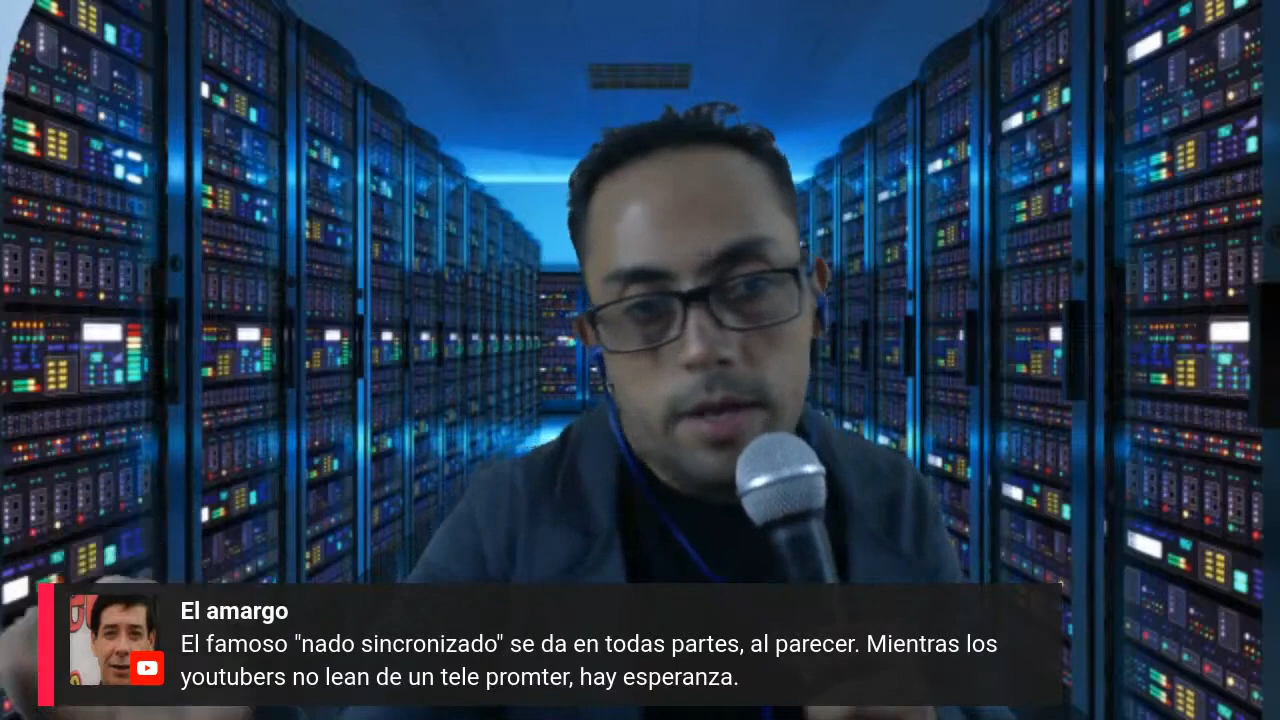 El amargo
El famoso "nado sincronizado" se da en todas partes, al parecer. Mientras los
youtubers no lean de un tele promter, hay esperanza.